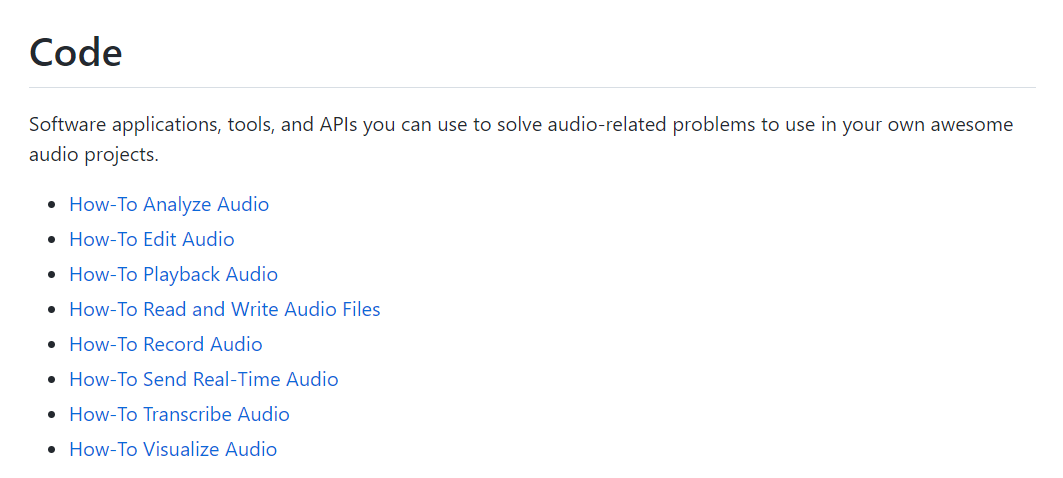 Code
Software applications, tools, and APIs you can use to solve audio-related problems to use in your own awesome
audio projects.
How-To Analyze Audio
How-To Edit Audio
How-To Playback Audio
How-To Read and Write Audio Files
How-To Record Audio
How-To Send Real-Time Audio
How-To Transcribe Audio
How-To Visualize Audio